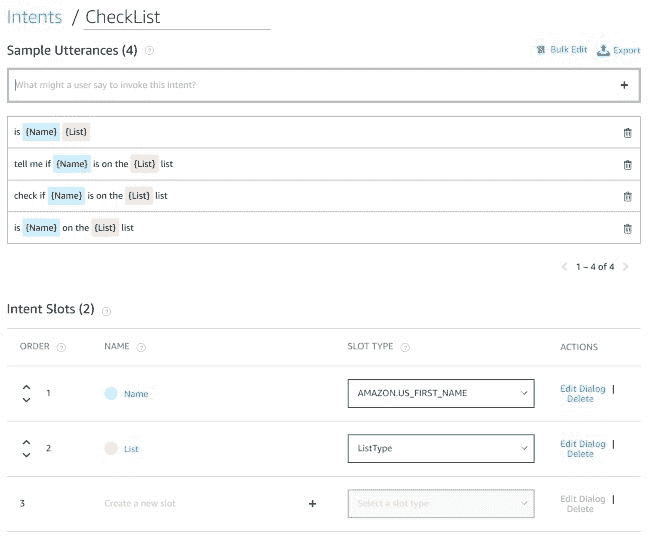 Intents / CheckList
Sample Utterances (4) ?
Bulk Edit Export
What might a user say to invoke this intent? +
is {Name} {List}
tell me if {Name} is on the {List} list
check if {Name} is on the {List} list
is {Name} on the {List} list
< 1 – 4 of 4 >
Intent Slots (2) ?
ORDER ? NAME ? SLOT TYPE ? ACTIONS
1 Name AMAZON.US_FIRST_NAME Edit Dialog |
Delete
2 List ListType Edit Dialog |
Delete
3 Create a new slot + Select a slot type Edit Dialog |
Delete